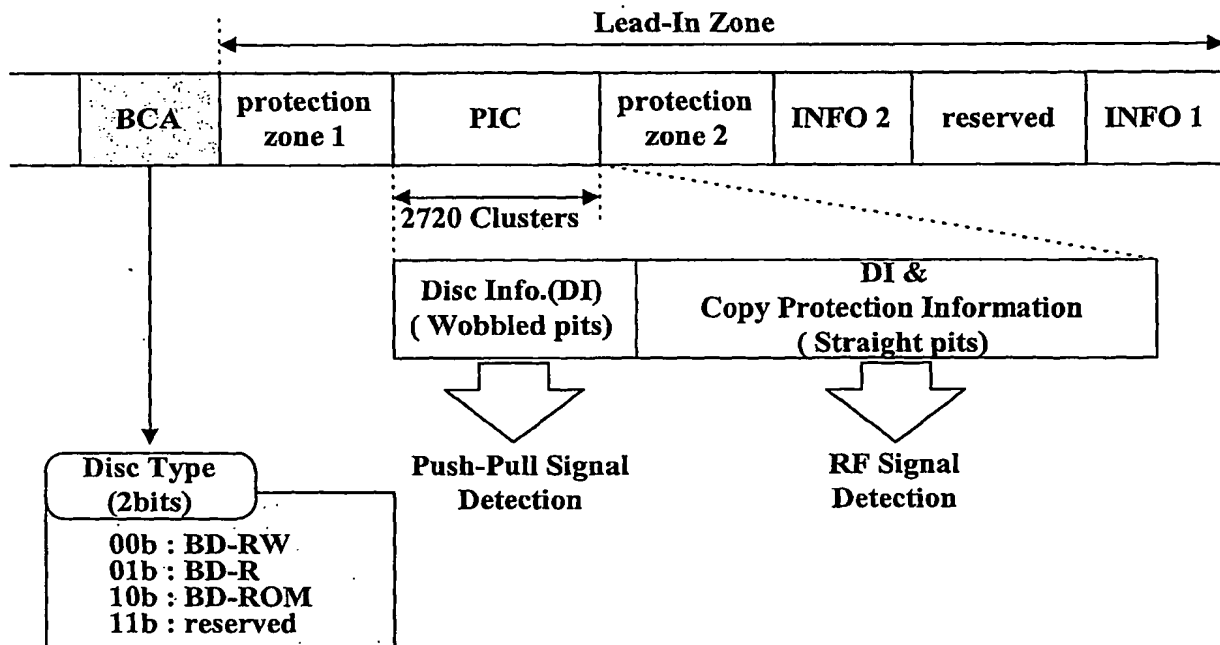 Lead-In Zone
BCA
protection
zone 1
PIC
protection
zone 2
INFO 2
reserved
INFO 1
2720 Clusters
Disc Info.(DI)
( Wobbled pits)
DI &
Copy Protection Information
( Straight pits)
Push-Pull Signal
Detection
RF Signal
Detection
Disc Type
(2bits)
00b : BD-RW
01b : BD-R
10b : BD-ROM
11b : reserved